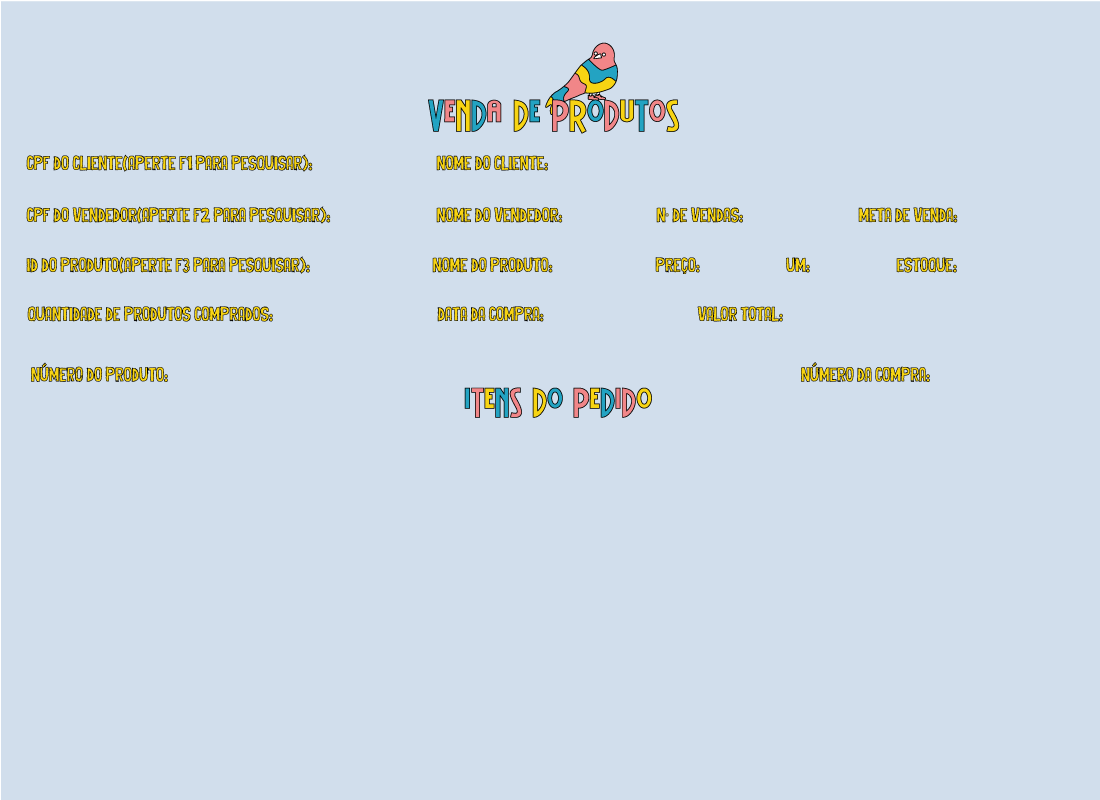 VENDA DE PRODUTOS
CPF DO CLIENTE(APERTE F1 PARA PESQUISAR): NOME DO CLIENTE:
CPF DO VENDEDOR(APERTE F2 PARA PESQUISAR): NOME DO VENDEDOR: Nº DE VENDAS: META DE VENDA:
ID DO PRODUTO(APERTE F3 PARA PESQUISAR): NOME DO PRODUTO: PREÇO: UM: ESTOQUE:
QUANTIDADE DE PRODUTOS COMPRADOS: DATA DA COMPRA: VALOR TOTAL:
NÚMERO DO PRODUTO: NÚMERO DA COMPRA:
ITENS DO PEDIDO